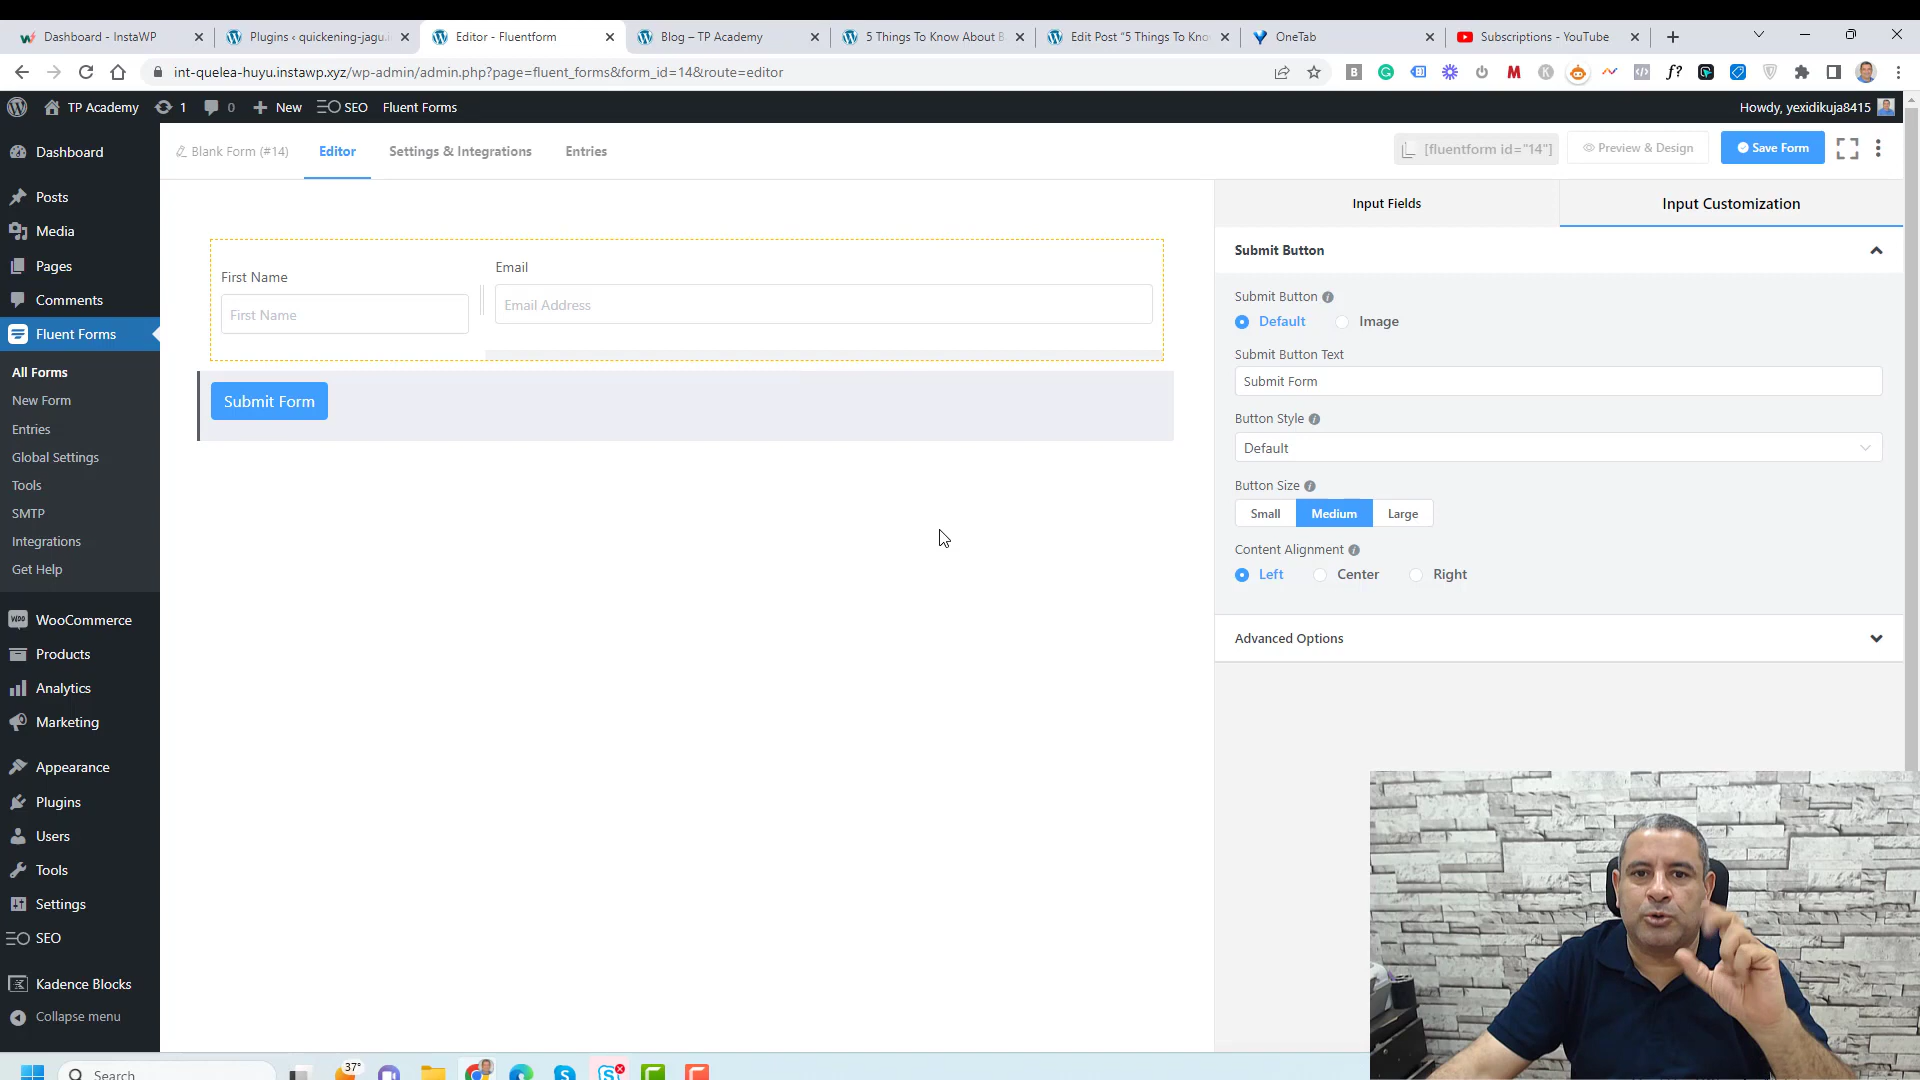 Dashboard - InstaWP
Plugins ‹ quickening-jagu.i
Editor - Fluentform
Blog – TP Academy
5 Things To Know About B
Edit Post "5 Things To Kno
OneTab
Subscriptions - YouTube
int-quelea-huyu.instawp.xyz/wp-admin/admin.php?page=fluent_forms&form_id=14&route=editor
TP Academy
1
0
New
SEO
Fluent Forms
Howdy, yexidikuja8415
Dashboard
Posts
Media
Pages
Comments
Fluent Forms
All Forms
New Form
Entries
Global Settings
Tools
SMTP
Integrations
Get Help
WooCommerce
Products
Analytics
Marketing
Appearance
Plugins
Users
Tools
Settings
SEO
Kadence Blocks
Collapse menu
Blank Form (#14)
Editor
Settings & Integrations
Entries
[fluentform id="14"]
Preview & Design
Save Form
First Name
First Name
Email
Email Address
Submit Form
Input Fields
Input Customization
Submit Button
Submit Button
Default
Image
Submit Button Text
Submit Form
Button Style
Default
Button Size
Small
Medium
Large
Content Alignment
Left
Center
Right
Advanced Options
Search
37°